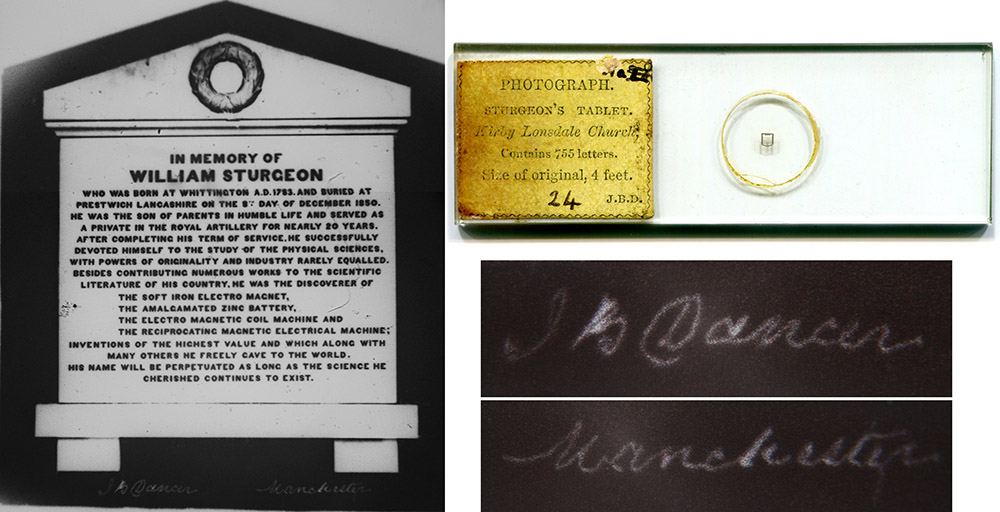 IN MEMORY OF
WILLIAM STURGEON
WHO WAS BORN AT WHITTINGTON A.D. 1783. AND BURIED AT
PRESTWICH LANCASHIRE ON THE 8TH DAY OF DECEMBER 1850.
HE WAS THE SON OF PARENTS IN HUMBLE LIFE AND SERVED AS
A PRIVATE IN THE ROYAL ARTILLERY FOR NEARLY 20 YEARS.
AFTER COMPLETING HIS TERM OF SERVICE, HE SUCCESSFULLY
DEVOTED HIMSELF TO THE STUDY OF THE PHYSICAL SCIENCES,
WITH POWERS OF ORIGINALITY AND INDUSTRY RARELY EQUALLED.
BESIDES CONTRIBUTING NUMEROUS WORKS TO THE SCIENTIFIC
LITERATURE OF HIS COUNTRY, HE WAS THE DISCOVERER OF
THE SOFT IRON ELECTRO MAGNET,
THE AMALGAMATED ZINC BATTERY,
THE ELECTRO MAGNETIC COIL MACHINE AND
THE RECIPROCATING MAGNETIC ELECTRICAL MACHINE;
INVENTIONS OF THE HIGHEST VALUE AND WHICH ALONG WITH
MANY OTHERS HE FREELY GAVE TO THE WORLD.
HIS NAME WILL BE PERPETUATED AS LONG AS THE SCIENCE HE
CHERISHED CONTINUES TO EXIST.
J B Dancer Manchester
PHOTOGRAPH.
STURGEON'S TABLET.
Kirby Lonsdale Church,
Contains 755 letters.
Size of original, 4 feet.
24 J.B.D.
J B Dancer
Manchester